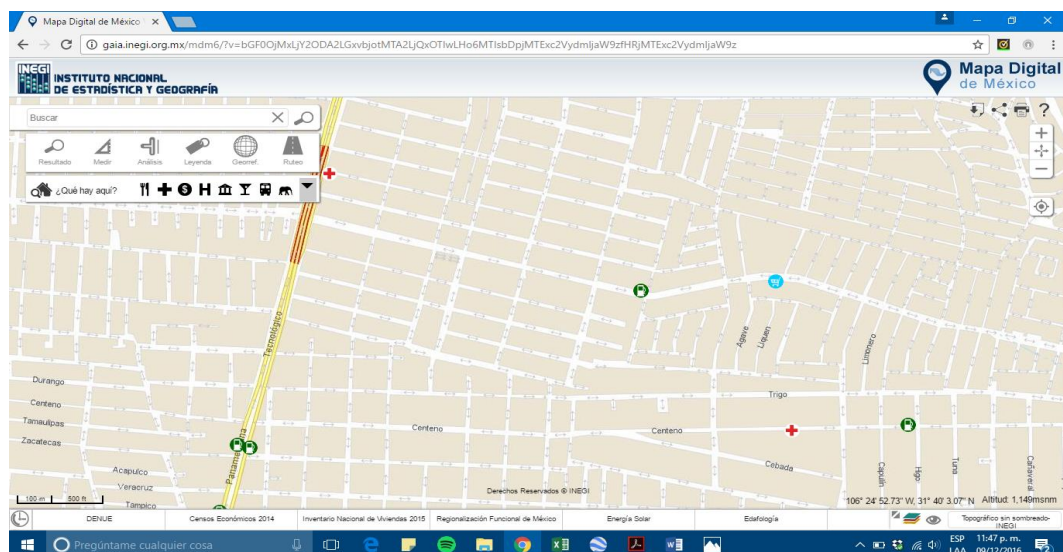 Mapa Digital de México
gaia.inegi.org.mx/mdm6/?v=bGF0OjMxLjY2ODA2LGxvbjotMTA2LjQxOTIwLHo6MTIsbDpjMTExc2VydmljaW9zfHRjMTExc2VydmljaW9z
INEGI
INSTITUTO NACIONAL
DE ESTADÍSTICA Y GEOGRAFÍA
Mapa Digital
de México
Buscar
Resultado Medir Análisis Leyenda Georref. Ruteo
¿Qué hay aquí?
Tecnológico
Agave
Liquen
Limonero
Durango
Trigo
Centeno
Tamaulipas
Centeno
Centeno
Zacatecas
Panamericana
Cebada
Capulín
Higo
Tuna
Cañaveral
Acapulco
Veracruz
Tampico
Derechos Reservados © INEGI
100 m 500 ft
106° 24' 52.73" W, 31° 40' 3.07" N Altitud: 1,149msnm
DENUE Censos Económicos 2014 Inventario Nacional de Viviendas 2015 Regionalización Funcional de México Energía Solar Edafología Topográfico sin sombreado-
INEGI
Pregúntame cualquier cosa
ESP 11:47 p. m.
LAA 09/12/2016